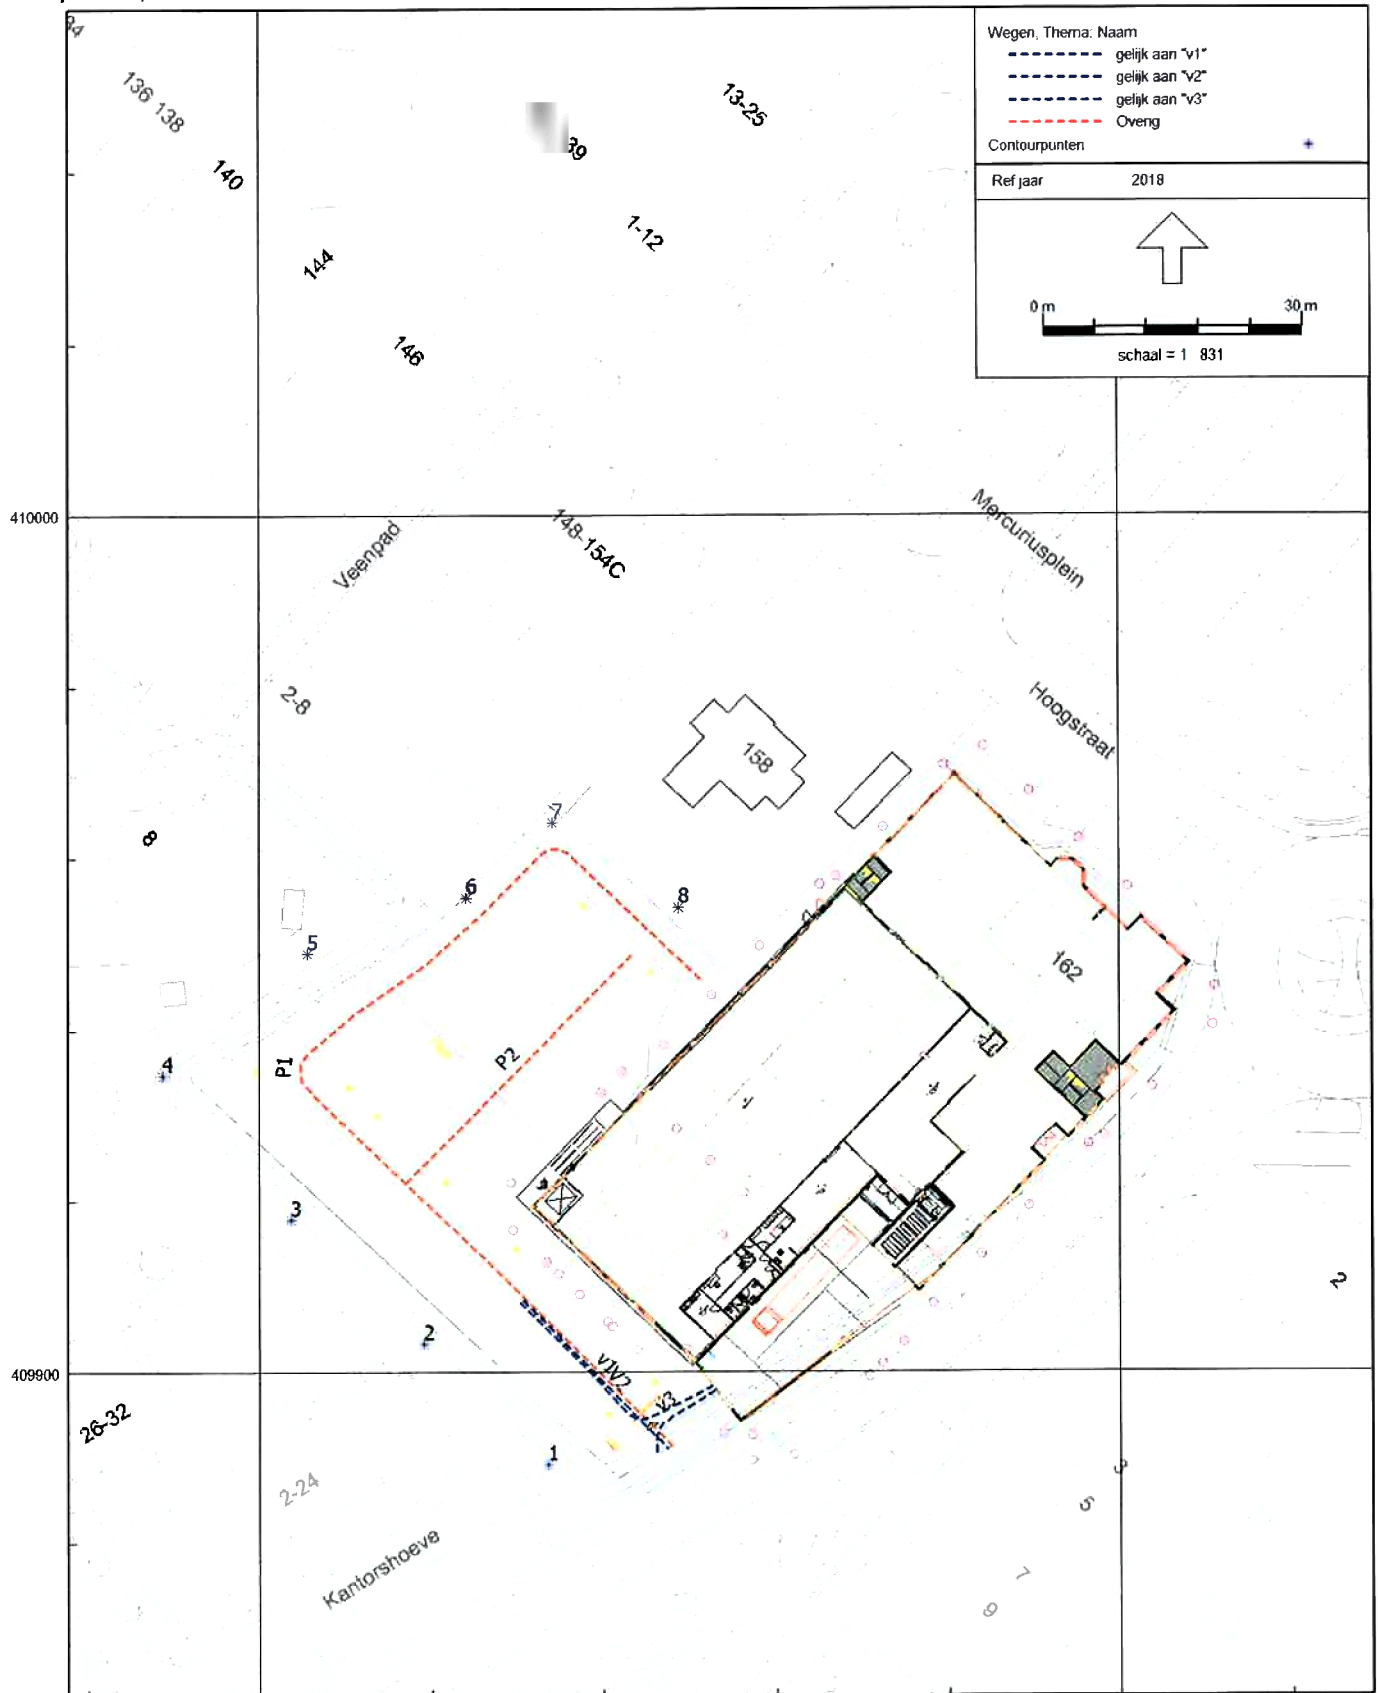 Wegen, Thema: Naam
gelijk aan "v1"
gelijk aan "v2"
gelijk aan "v3"
Overig
Contourpunten
Ref jaar 2018
0 m 30 m
schaal = 1 831
136 138
140
144
146
13-25
39
1-12
410000
Veenpad
148-154C
Mercuriusplein
2-8
Hoogstraat
158
8
7
6
8
5
162
4
P1
P2
3
2
2
409900
v1v2
v3
26-32
1
2-24
3
5
Kantorshoeve
7
9